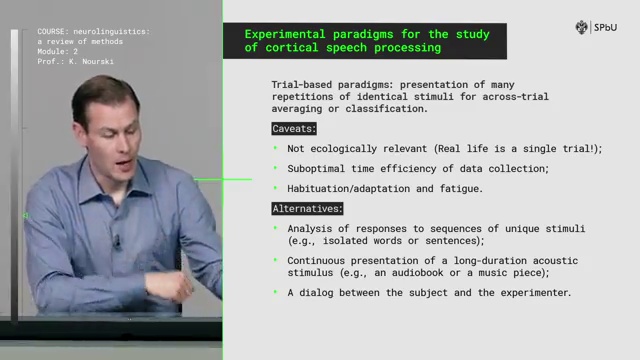 COURSE: neurolinguistics:
a review of methods
Module: 2
Prof.: K. Nourski
Experimental paradigms for the study
of cortical speech processing
SPbU
Trial-based paradigms: presentation of many
repetitions of identical stimuli for across-trial
averaging or classification.
Caveats:
Not ecologically relevant (Real life is a single trial!);
Suboptimal time efficiency of data collection;
Habituation/adaptation and fatigue.
Alternatives:
Analysis of responses to sequences of unique stimuli
(e.g., isolated words or sentences);
Continuous presentation of a long-duration acoustic
stimulus (e.g., an audiobook or a music piece);
A dialog between the subject and the experimenter.